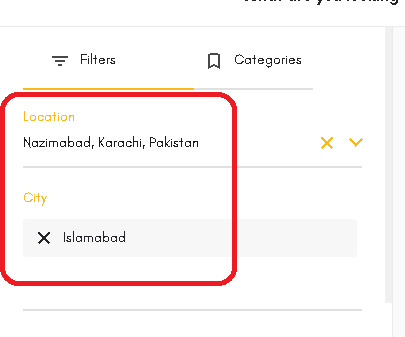 Filters
Categories
Location
Nazimabad, Karachi, Pakistan
City
Islamabad